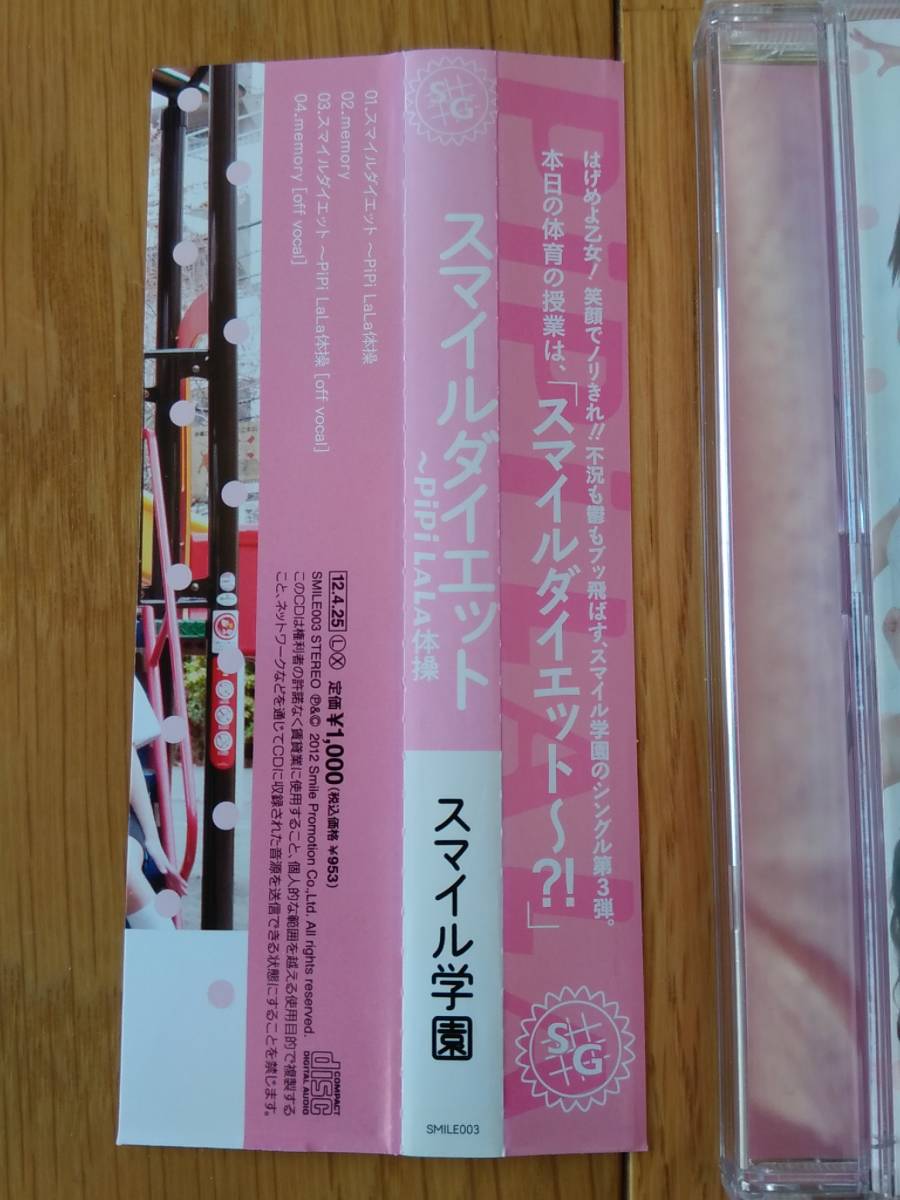 はげめよ乙女！ 笑顔でノリきれ!! 不況も鬱もブッ飛ばす、スマイル学園のシングル第3弾。
本日の体育の授業は、「スマイルダイエット〜?!」
PiPi LALA
SG
SG
スマイルダイエット
~PiPi LALA体操
スマイル学園
SMILE003
01.スマイルダイエット ~PiPi LaLa体操
02.memory
03.スマイルダイエット ~PiPi LaLa体操 [off vocal]
04.memory [off vocal]
12.4.25 Ⓛ Ⓧ 定価 ¥1,000 (税込価格 ¥953)
SMILE003 STEREO ℗&© 2012 Smile Promotion Co.,Ltd. All rights reserved.
このCDは権利者の許諾なく賃貸業に使用すること、個人的な範囲を越える使用目的で複製する
こと、ネットワークなどを通じてCDに収録された音源を送信できる状態にすることを禁じます。
COMPACT
disc
DIGITAL AUDIO